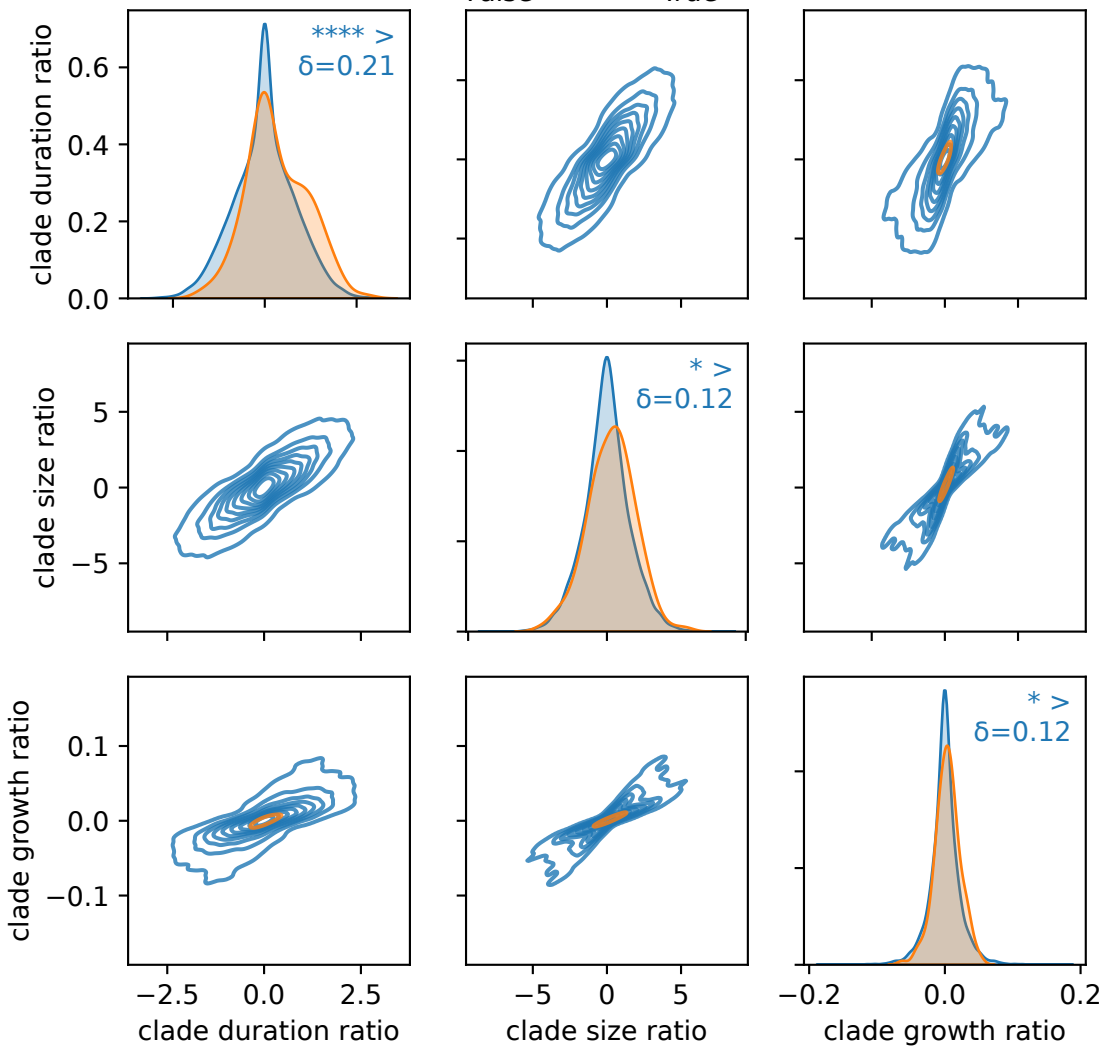 **** >
δ=0.21
clade duration ratio
0.6
0.4
0.2
0.0
* >
δ=0.12
clade size ratio
5
0
−5
* >
δ=0.12
clade growth ratio
0.1
0.0
−0.1
−2.5 0.0 2.5
clade duration ratio
−5 0 5
clade size ratio
−0.2 0.0 0.2
clade growth ratio